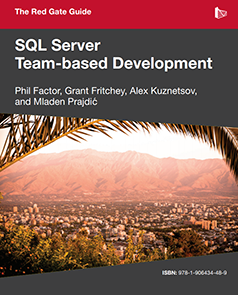 The Red Gate Guide
SQL Server
Team-based Development
Phil Factor, Grant Fritchey, Alex Kuznetsov,
and Mladen Prajdić
ISBN: 978-1-906434-48-9